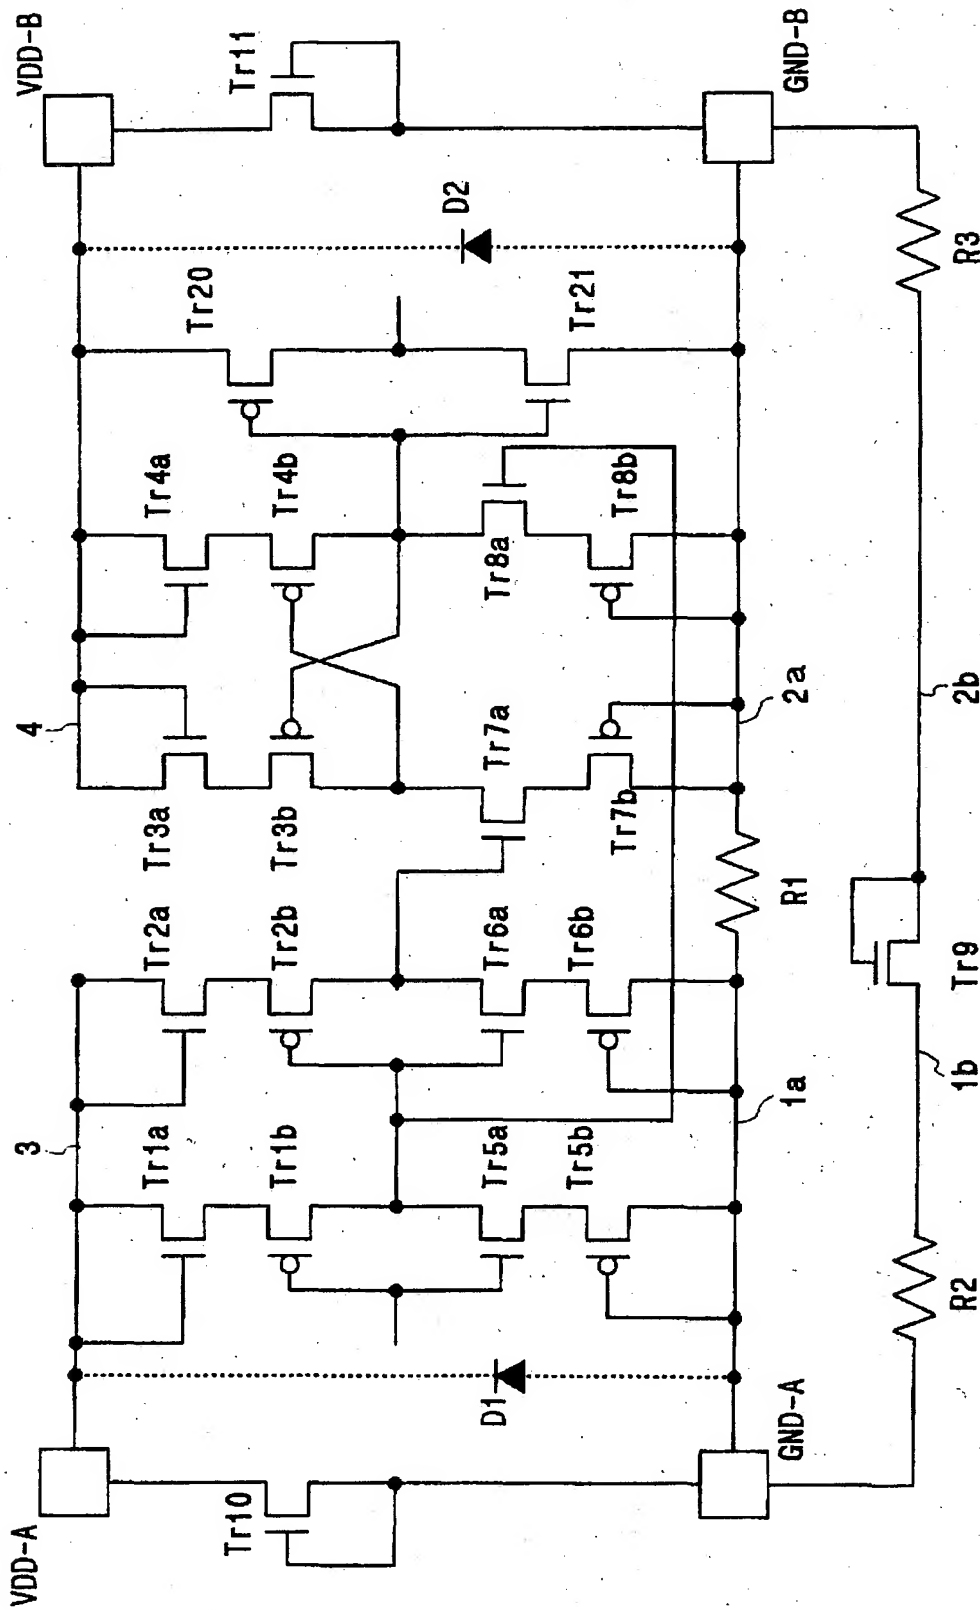 VDD-A
VDD-B
3
4
Tr10
Tr11
Tr1a
Tr2a
Tr3a
Tr4a
Tr20
Tr1b
Tr2b
Tr3b
Tr4b
D1
D2
Tr5a
Tr6a
Tr7a
Tr8a
Tr21
Tr5b
Tr6b
Tr7b
Tr8b
GND-A
GND-B
1a
R1
2a
R2
1b
Tr9
2b
R3